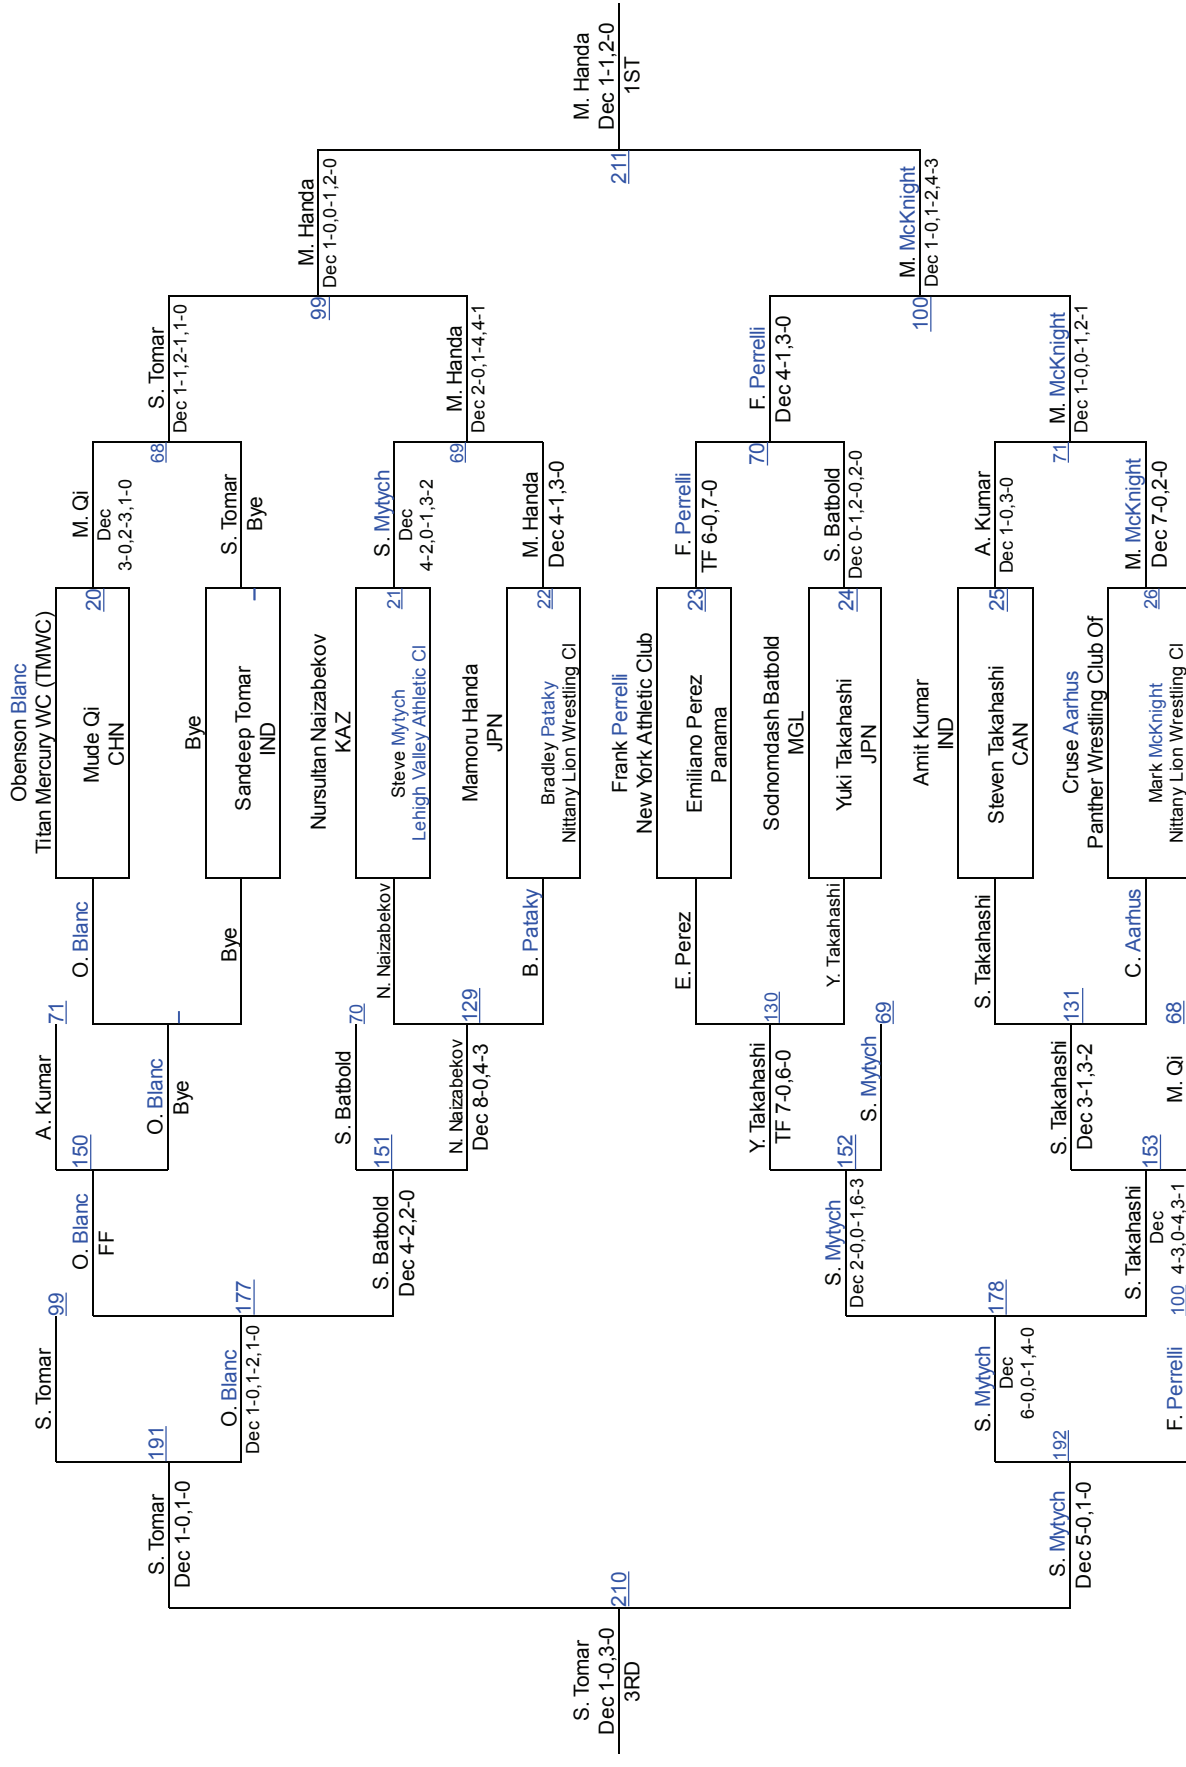 Obenson Blanc
Titan Mercury WC (TMWC)
Mude Qi
CHN
20
Bye
Sandeep Tomar
IND
Nursultan Naizabekov
KAZ
Steve Mytych
Lehigh Valley Athletic Cl
21
Mamoru Handa
JPN
Bradley Pataky
Nittany Lion Wrestling Cl
22
Frank Perrelli
New York Athletic Club
Emiliano Perez
Panama
23
Sodnomdash Batbold
MGL
Yuki Takahashi
JPN
24
Amit Kumar
IND
Steven Takahashi
CAN
25
Cruse Aarhus
Panther Wrestling Club Of
Mark McKnight
Nittany Lion Wrestling Cl
26
M. Qi
Dec
3-0,2-3,1-0
S. Tomar
Bye
S. Mytych
Dec
4-2,0-1,3-2
M. Handa
Dec 4-1,3-0
F. Perrelli
TF 6-0,7-0
S. Batbold
Dec 0-1,2-0,2-0
A. Kumar
Dec 1-0,3-0
M. McKnight
Dec 7-0,2-0
68
69
70
71
S. Tomar
Dec 1-1,2-1,1-0
M. Handa
Dec 2-0,1-4,4-1
F. Perrelli
Dec 4-1,3-0
M. McKnight
Dec 1-0,0-1,2-1
99
100
M. Handa
Dec 1-0,0-1,2-0
M. McKnight
Dec 1-0,1-2,4-3
211
M. Handa
Dec 1-1,2-0
1ST
O. Blanc
Bye
N. Naizabekov
B. Pataky
E. Perez
Y. Takahashi
S. Takahashi
C. Aarhus
71
A. Kumar
O. Blanc
Bye
70
S. Batbold
129
N. Naizabekov
Dec 8-0,4-3
130
Y. Takahashi
TF 7-0,6-0
69
S. Mytych
131
S. Takahashi
Dec 3-1,3-2
68
M. Qi
150
O. Blanc
FF
151
S. Batbold
Dec 4-2,2-0
152
S. Mytych
Dec 2-0,0-1,6-3
153
S. Takahashi
Dec
4-3,0-4,3-1
99
S. Tomar
177
O. Blanc
Dec 1-0,1-2,1-0
178
S. Mytych
Dec
6-0,0-1,4-0
100
F. Perrelli
191
S. Tomar
Dec 1-0,1-0
192
S. Mytych
Dec 5-0,1-0
210
S. Tomar
Dec 1-0,3-0
3RD